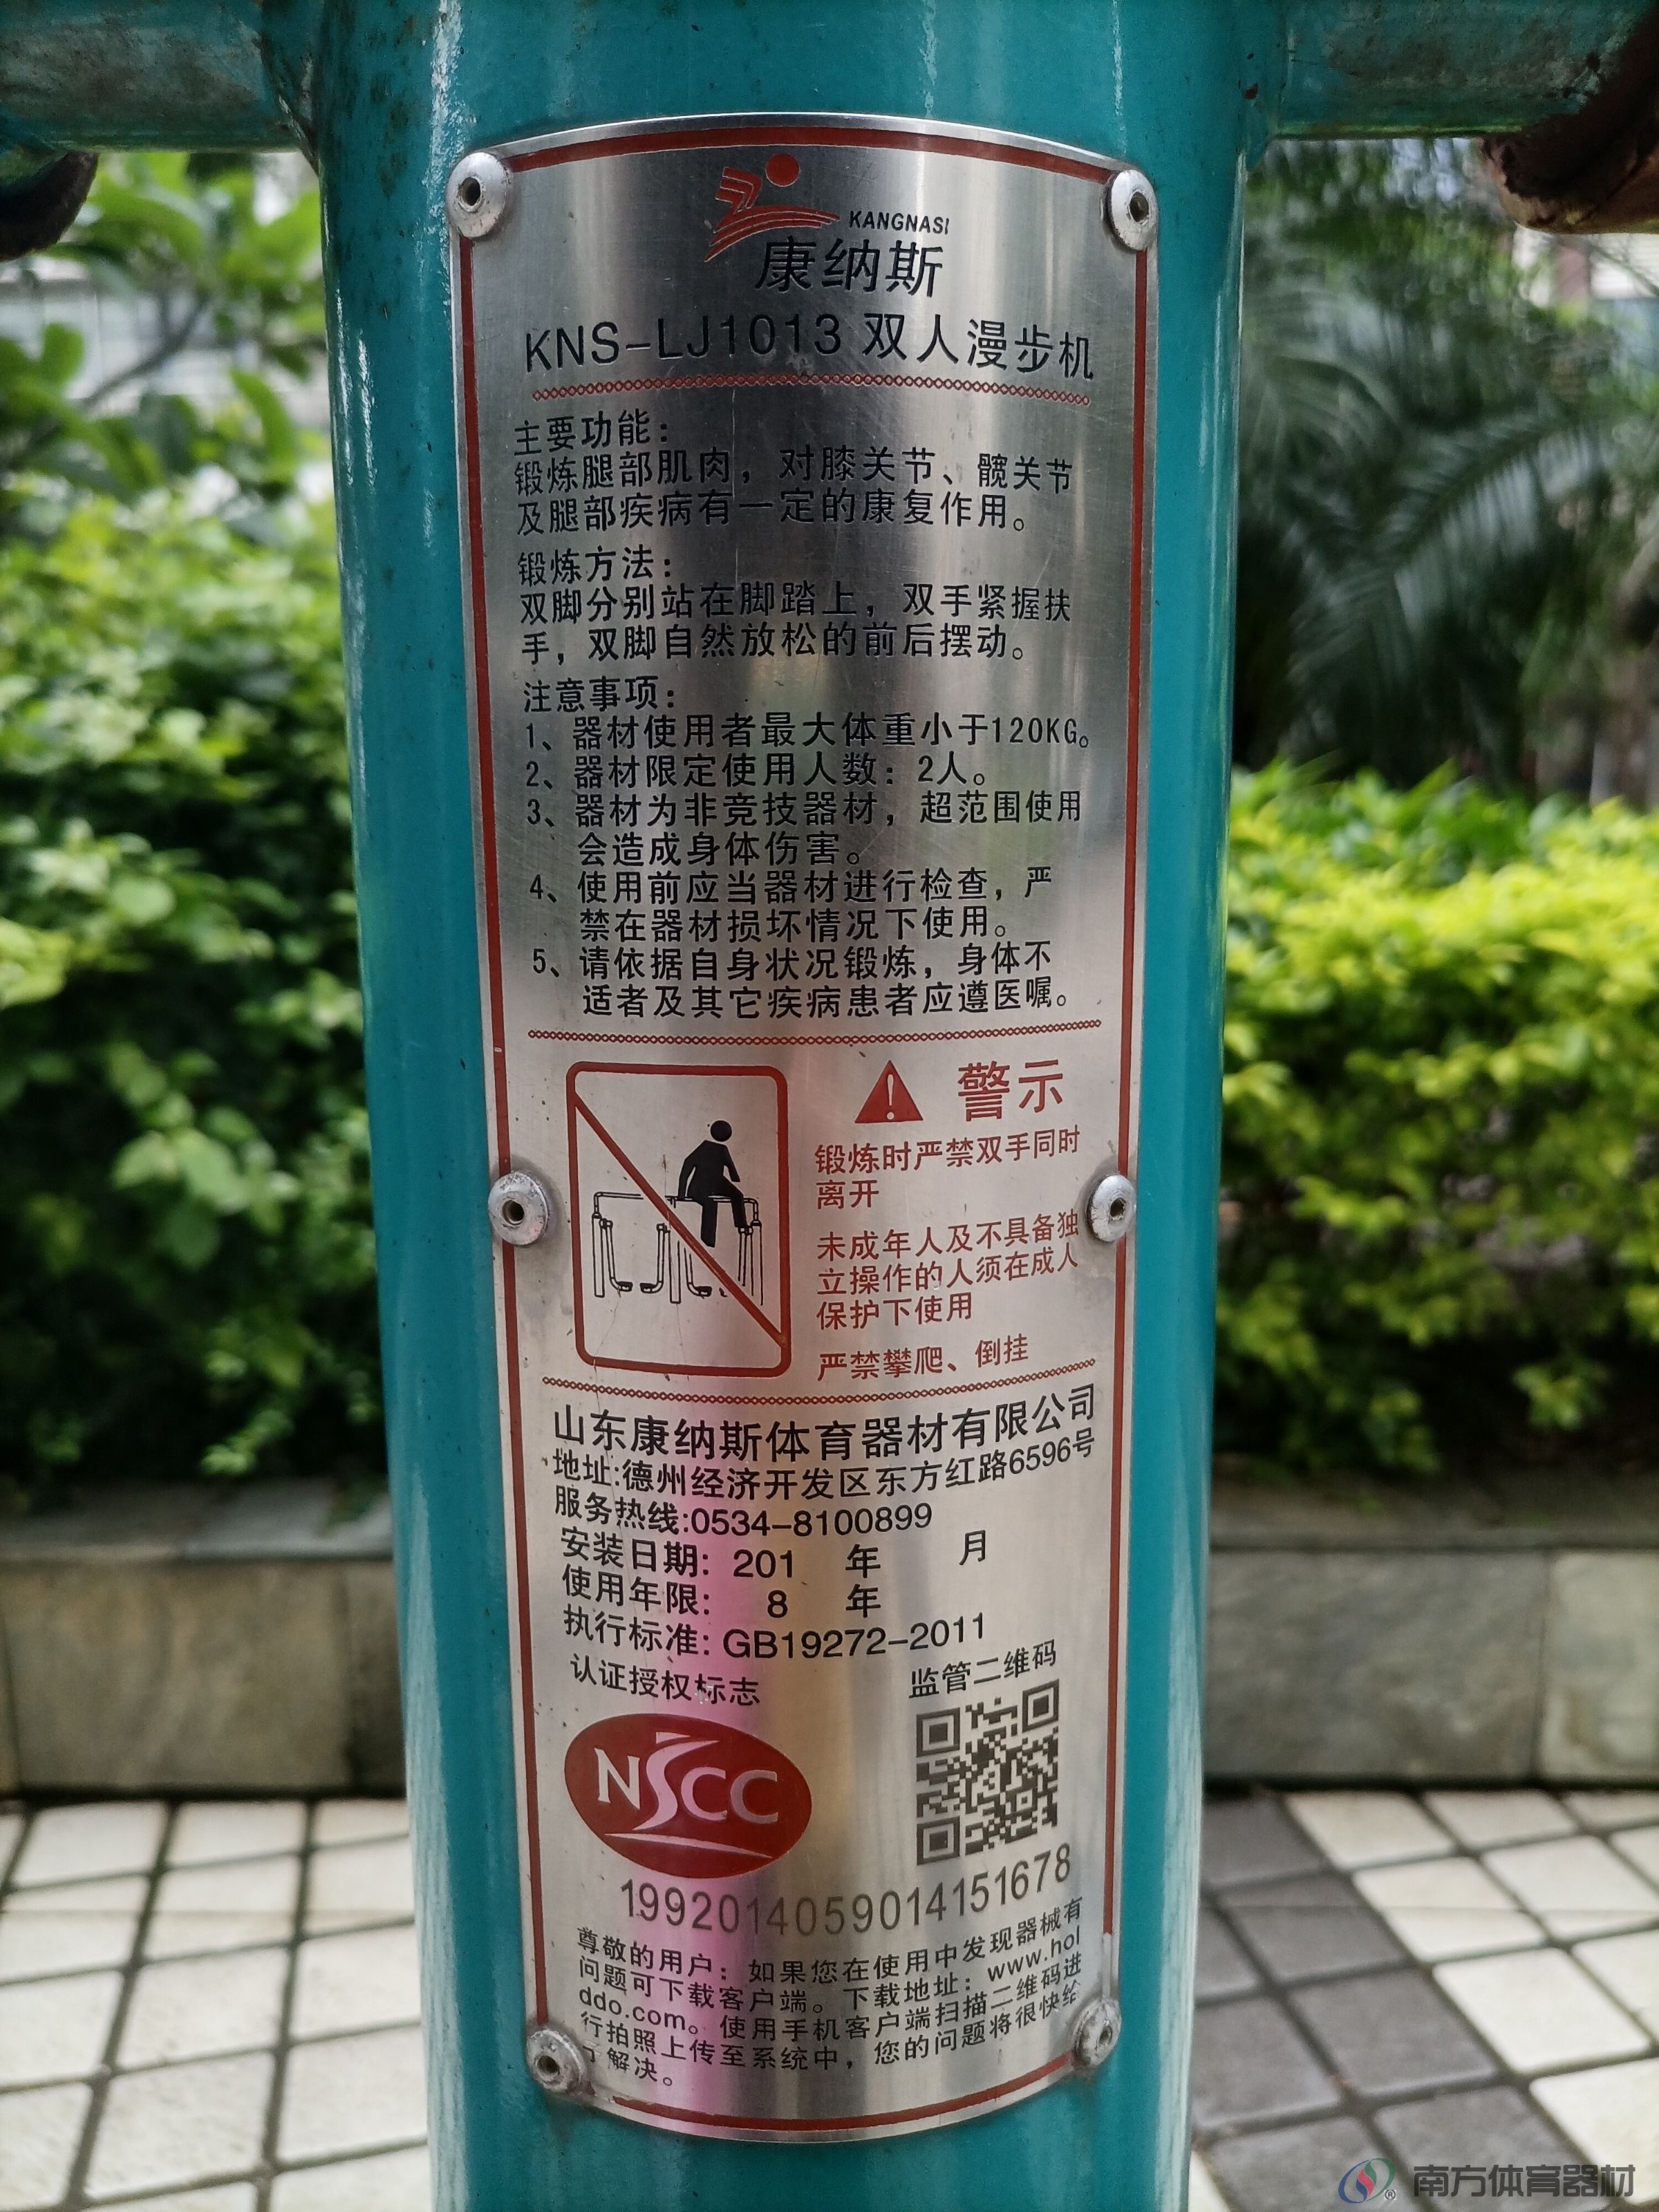 KANGNASI
康纳斯
KNS-LJ1013 双人漫步机
主要功能：
锻炼腿部肌肉，对膝关节、髋关节
及腿部疾病有一定的康复作用。
锻炼方法：
双脚分别站在脚踏上，双手紧握扶
手，双脚自然放松的前后摆动。
注意事项：
1、器材使用者最大体重小于120KG。
2、器材限定使用人数：2人。
3、器材为非竞技器材，超范围使用
会造成身体伤害。
4、使用前应当器材进行检查，严
禁在器材损坏情况下使用。
5、请依据自身状况锻炼，身体不
适者及其它疾病患者应遵医嘱。
警示
锻炼时严禁双手同时
离开
未成年人及不具备独
立操作的人须在成人
保护下使用
严禁攀爬、倒挂
山东康纳斯体育器材有限公司
地址:德州经济开发区东方红路6596号
服务热线:0534-8100899
安装日期: 201 年 月
使用年限: 8 年
执行标准: GB19272-2011
认证授权标志 监管二维码
NSCC
1992014059014151678
尊敬的用户：如果您在使用中发现器械有
问题可下载客户端。下载地址：www.hol
ddo.com。使用手机客户端扫描二维码进
行拍照上传至系统中，您的问题将很快给
予解决。
南方体育器材